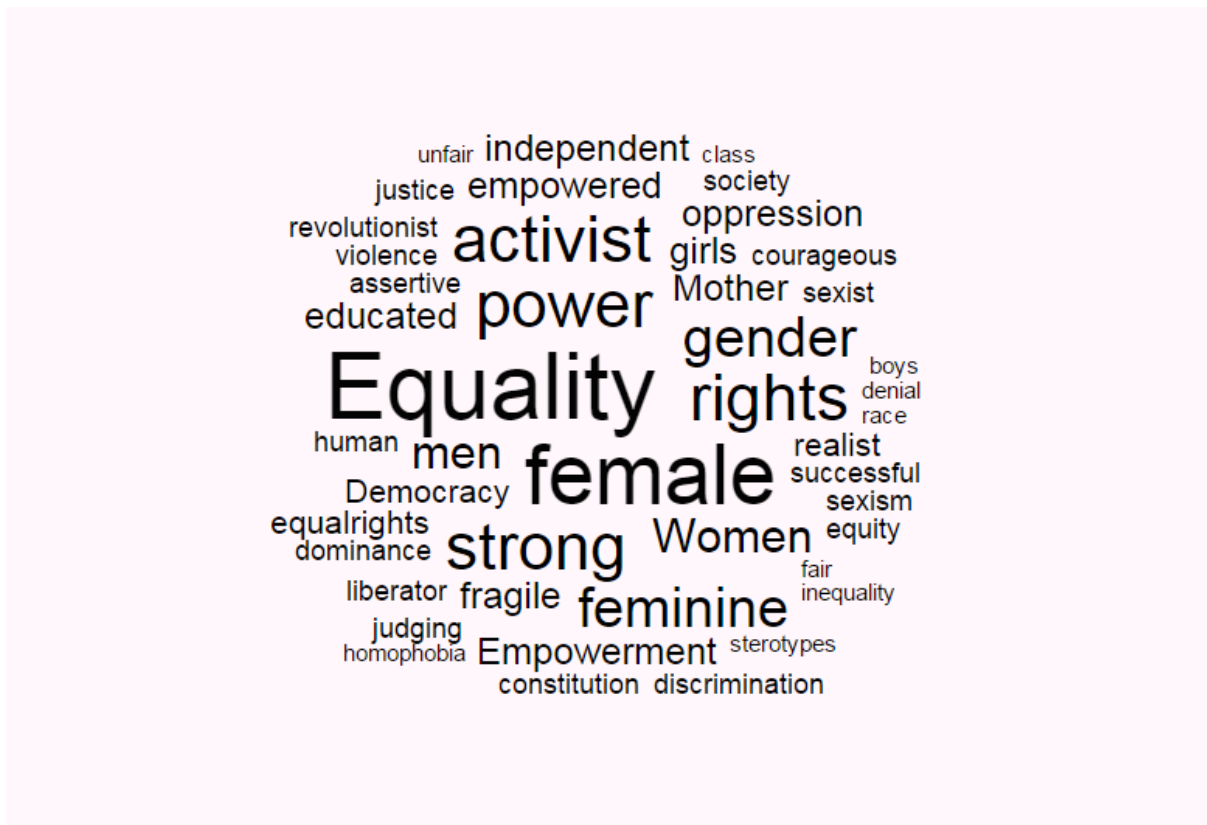 unfair independent class
justice empowered society
revolutionist activist oppression
violence girls courageous
assertive power Mother sexist
educated gender
Equality rights boys
denial
race
human men female realist
Democracy successful
sexism
equalrights strong Women equity
dominance
fair
liberator fragile feminine inequality
judging
homophobia Empowerment sterotypes
constitution discrimination